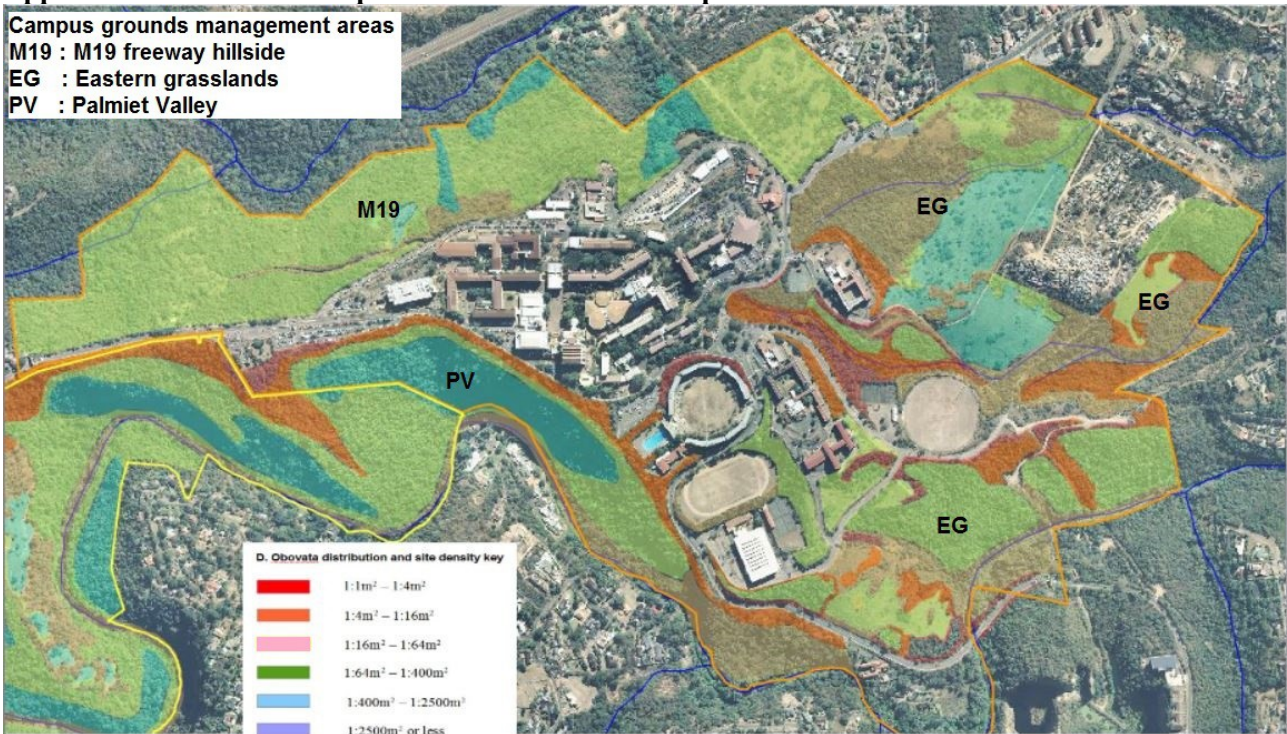 Campus grounds management areas
M19 : M19 freeway hillside
EG : Eastern grasslands
PV : Palmiet Valley
M19
EG
EG
PV
EG
D. Obovata distribution and site density key
1:1m² – 1:4m²
1:4m² – 1:16m²
1:16m² – 1:64m²
1:64m² – 1:400m²
1:400m² – 1:2500m²
1:2500m² or less